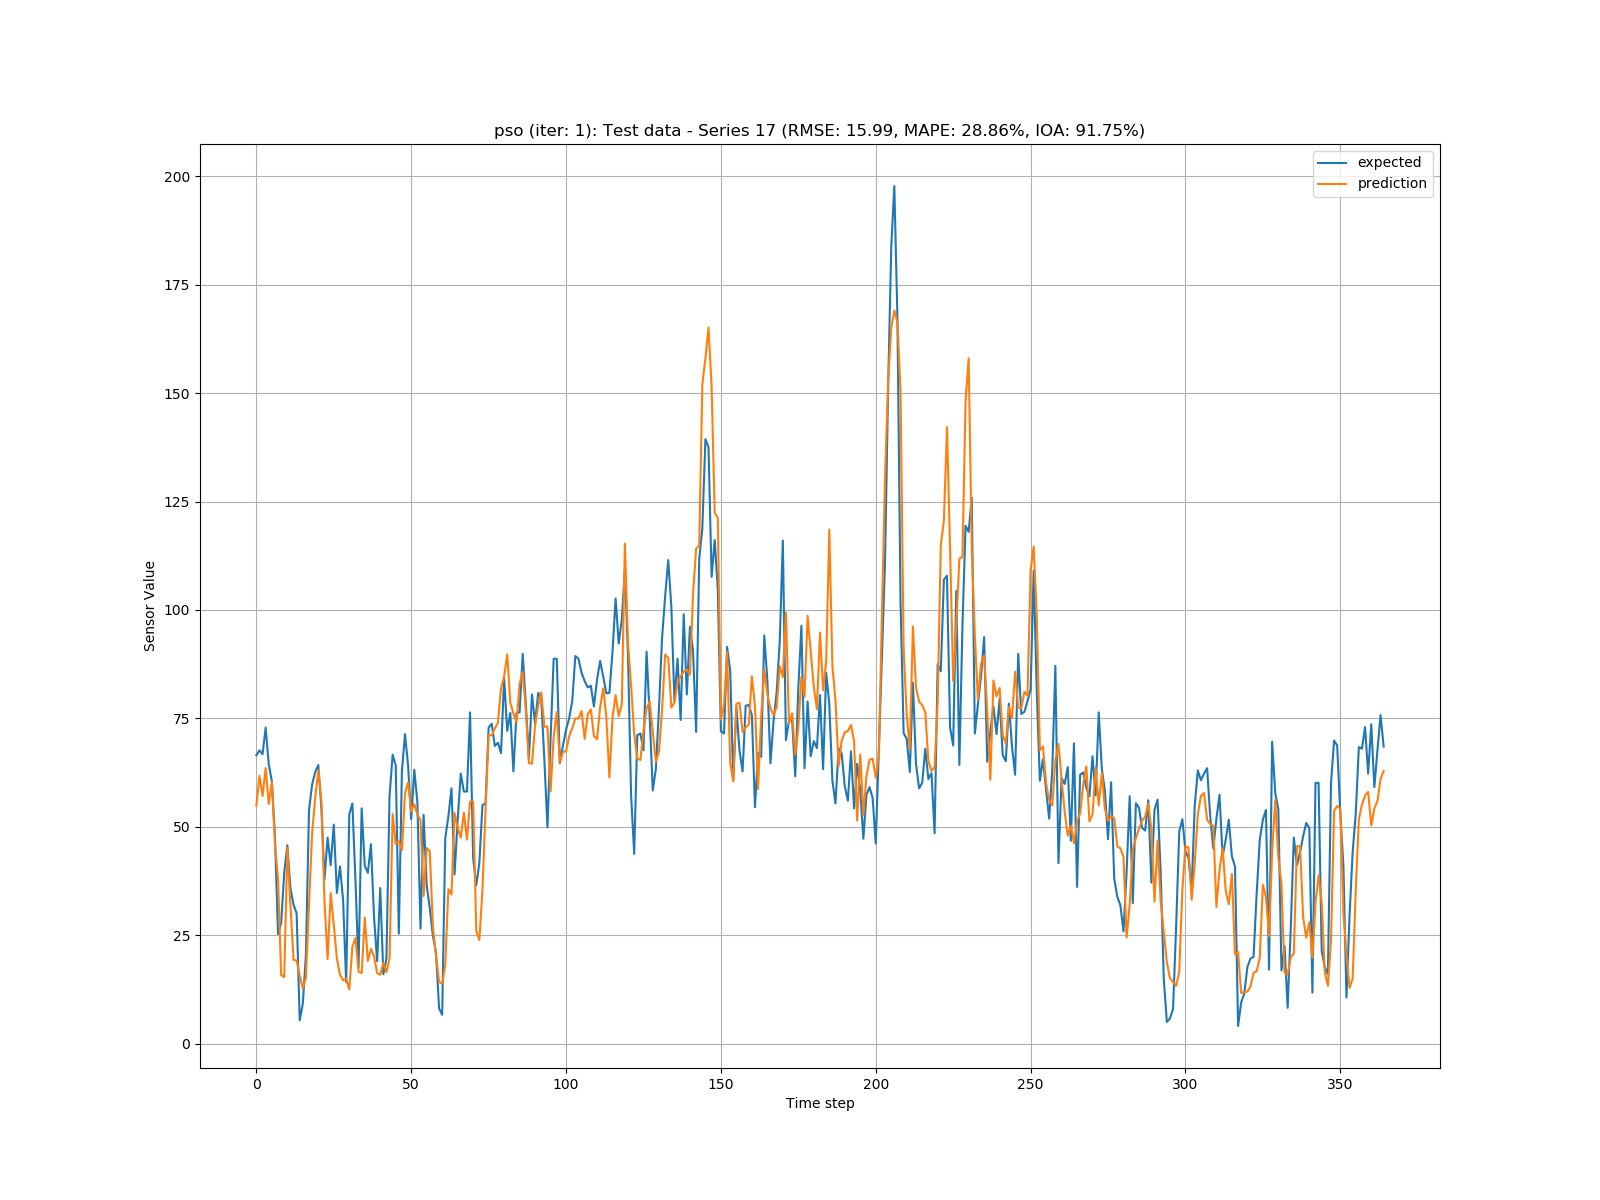 pso (iter: 1): Test data - Series 17 (RMSE: 15.99, MAPE: 28.86%, IOA: 91.75%)
expected
prediction
200
175
150
125
100
75
50
25
0
Sensor Value
0 50 100 150 200 250 300 350
Time step